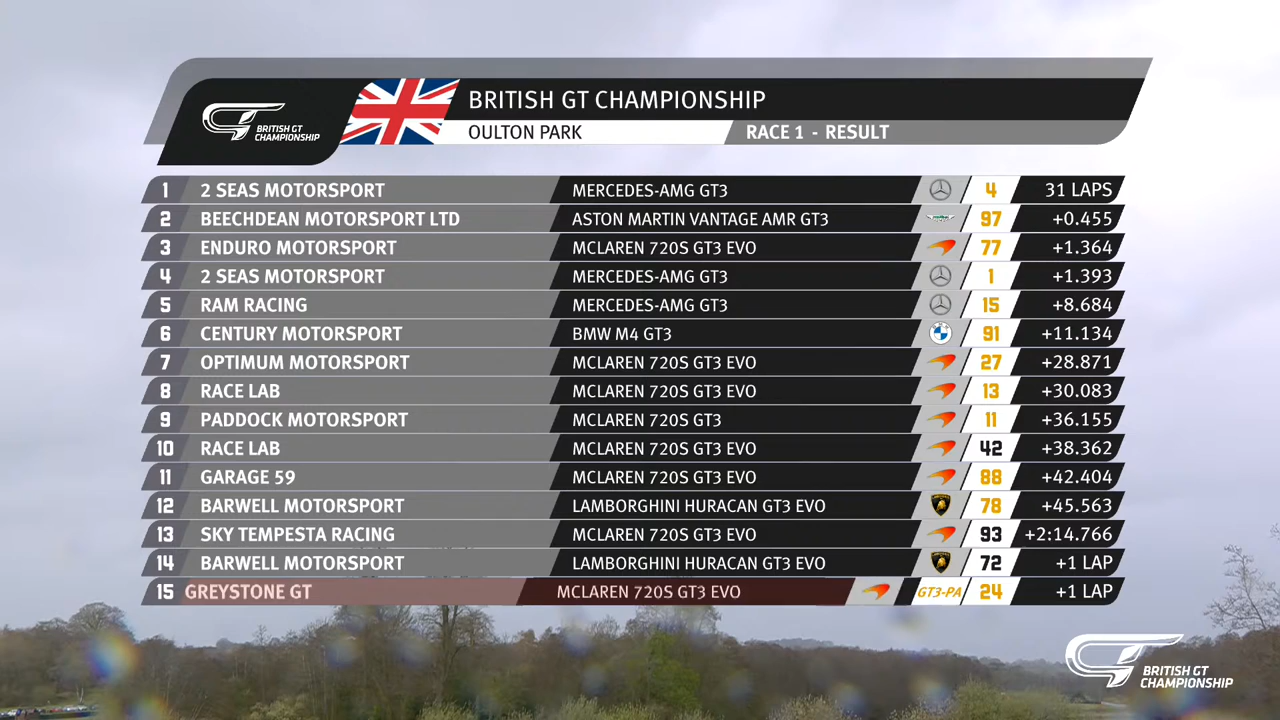 BRITISH GT CHAMPIONSHIP
BRITISH GT
CHAMPIONSHIP
OULTON PARK RACE 1 - RESULT
1 2 SEAS MOTORSPORT MERCEDES-AMG GT3 4 31 LAPS
2 BEECHDEAN MOTORSPORT LTD ASTON MARTIN VANTAGE AMR GT3 97 +0.455
3 ENDURO MOTORSPORT MCLAREN 720S GT3 EVO 77 +1.364
4 2 SEAS MOTORSPORT MERCEDES-AMG GT3 1 +1.393
5 RAM RACING MERCEDES-AMG GT3 15 +8.684
6 CENTURY MOTORSPORT BMW M4 GT3 91 +11.134
7 OPTIMUM MOTORSPORT MCLAREN 720S GT3 EVO 27 +28.871
8 RACE LAB MCLAREN 720S GT3 EVO 13 +30.083
9 PADDOCK MOTORSPORT MCLAREN 720S GT3 11 +36.155
10 RACE LAB MCLAREN 720S GT3 EVO 42 +38.362
11 GARAGE 59 MCLAREN 720S GT3 EVO 88 +42.404
12 BARWELL MOTORSPORT LAMBORGHINI HURACAN GT3 EVO 78 +45.563
13 SKY TEMPESTA RACING MCLAREN 720S GT3 EVO 93 +2:14.766
14 BARWELL MOTORSPORT LAMBORGHINI HURACAN GT3 EVO 72 +1 LAP
15 GREYSTONE GT MCLAREN 720S GT3 EVO GT3-PA 24 +1 LAP
BRITISH GT
CHAMPIONSHIP